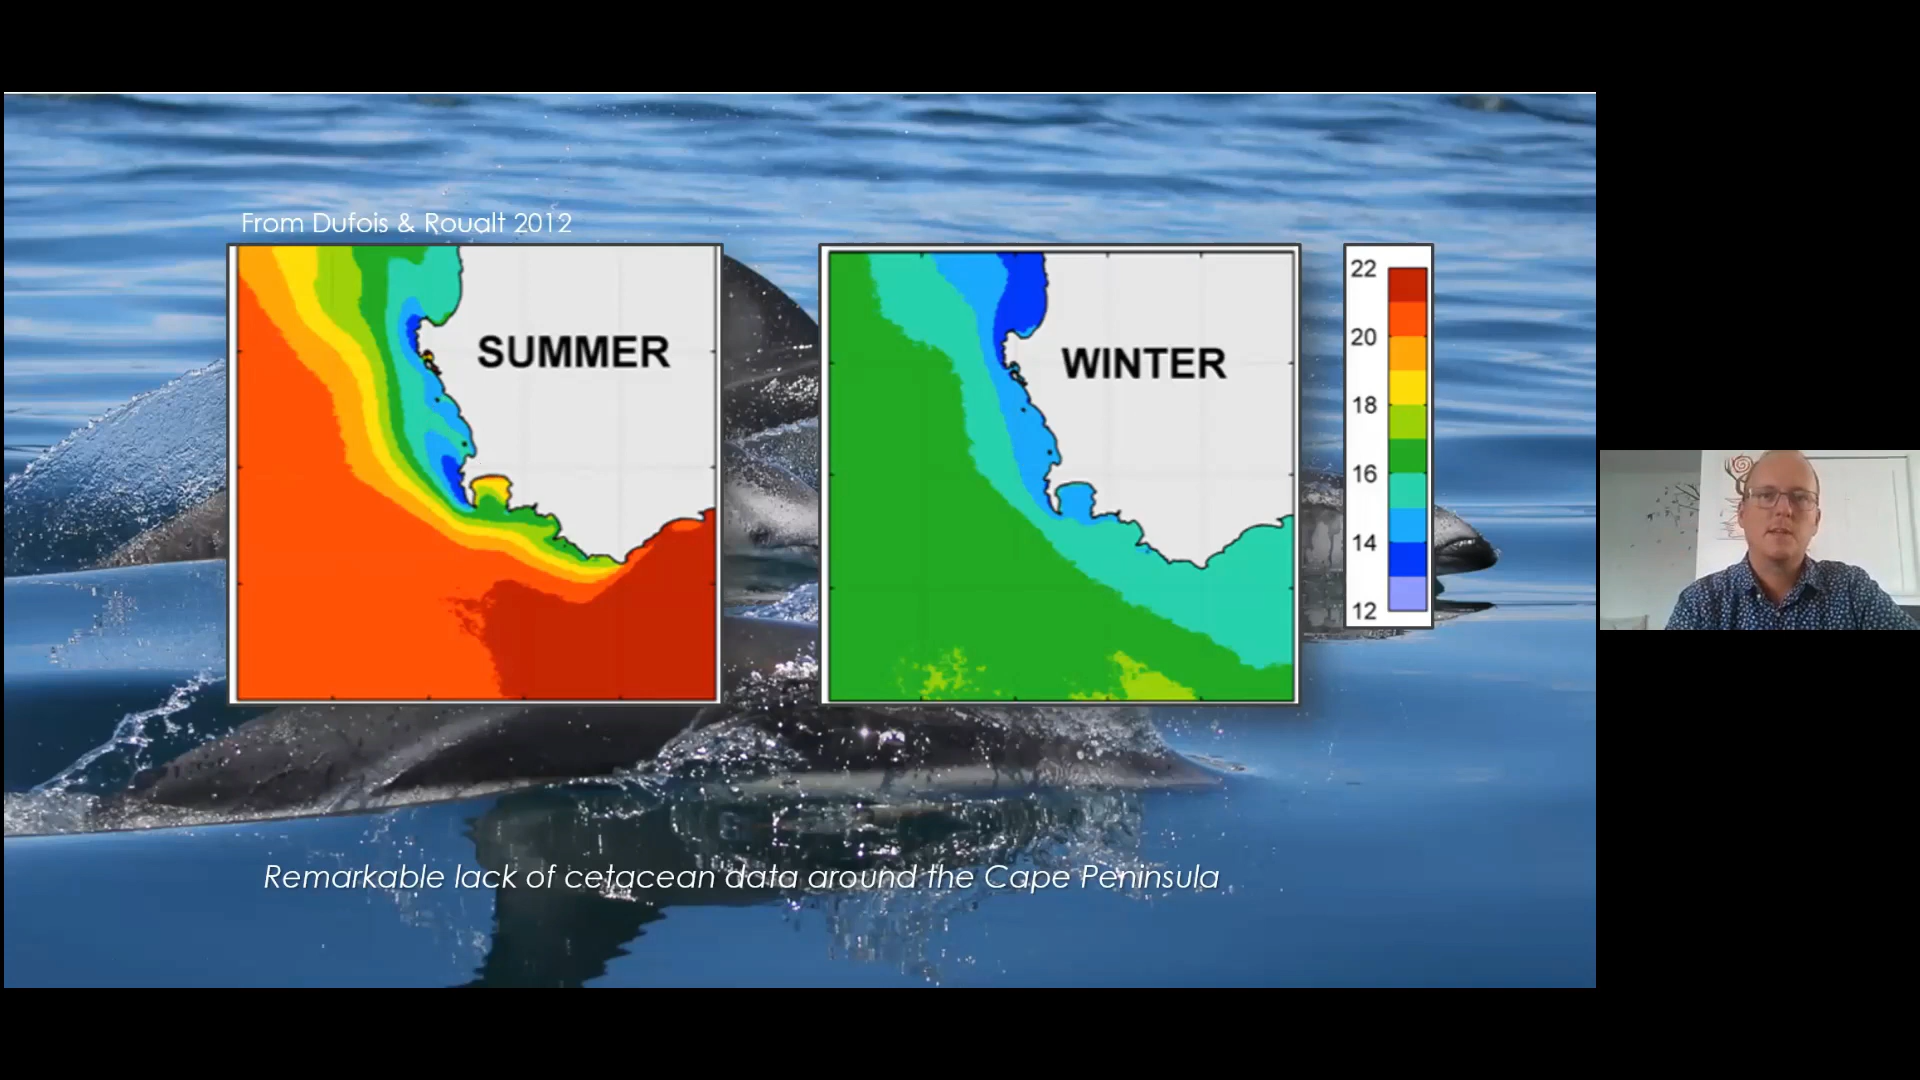 From Dufois & Roualt 2012
SUMMER
WINTER
22
20
18
16
14
12
Remarkable lack of cetacean data around the Cape Peninsula